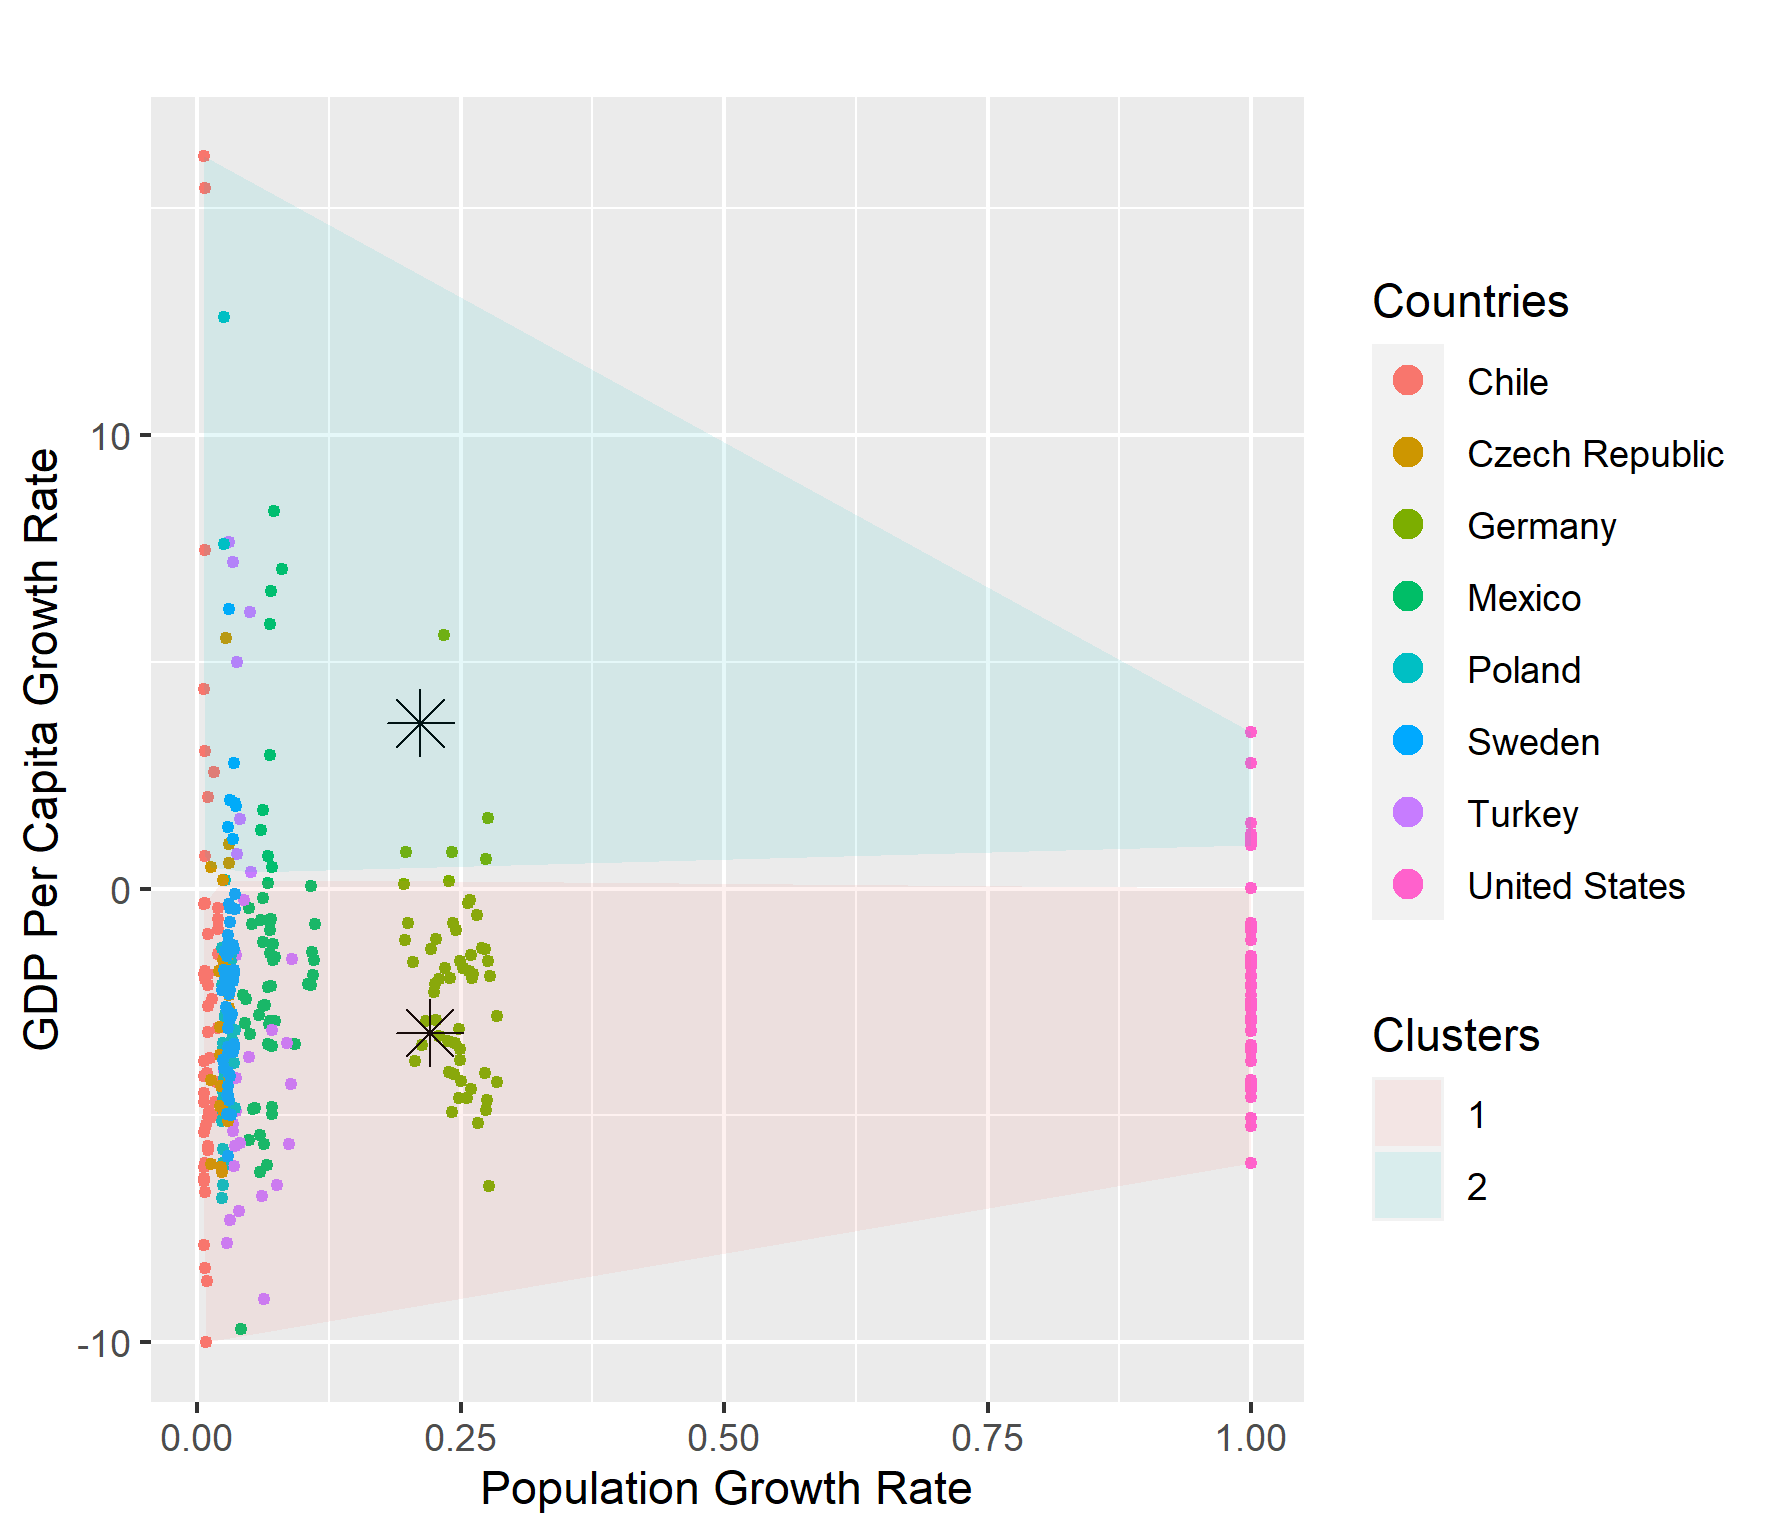 GDP Per Capita Growth Rate
10
0
-10
0.00
0.25
0.50
0.75
1.00
Population Growth Rate
Countries
Chile
Czech Republic
Germany
Mexico
Poland
Sweden
Turkey
United States
Clusters
1
2